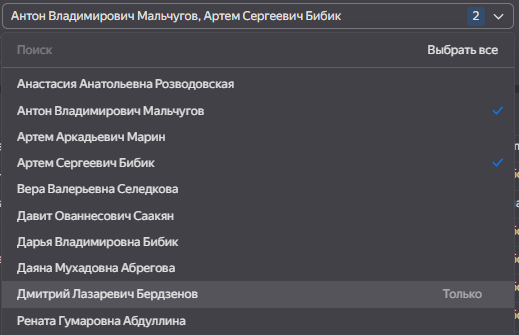 Антон Владимирович Мальчугов, Артем Сергеевич Бибик 2
Поиск Выбрать все
Анастасия Анатольевна Розводовская
Антон Владимирович Мальчугов
Артем Аркадьевич Марин
Артем Сергеевич Бибик
Вера Валерьевна Селедкова
Давит Ованнесович Саакян
Дарья Владимировна Бибик
Даяна Мухадовна Абрегова
Дмитрий Лазаревич Бердзенов Только
Рената Гумаровна Абдуллина